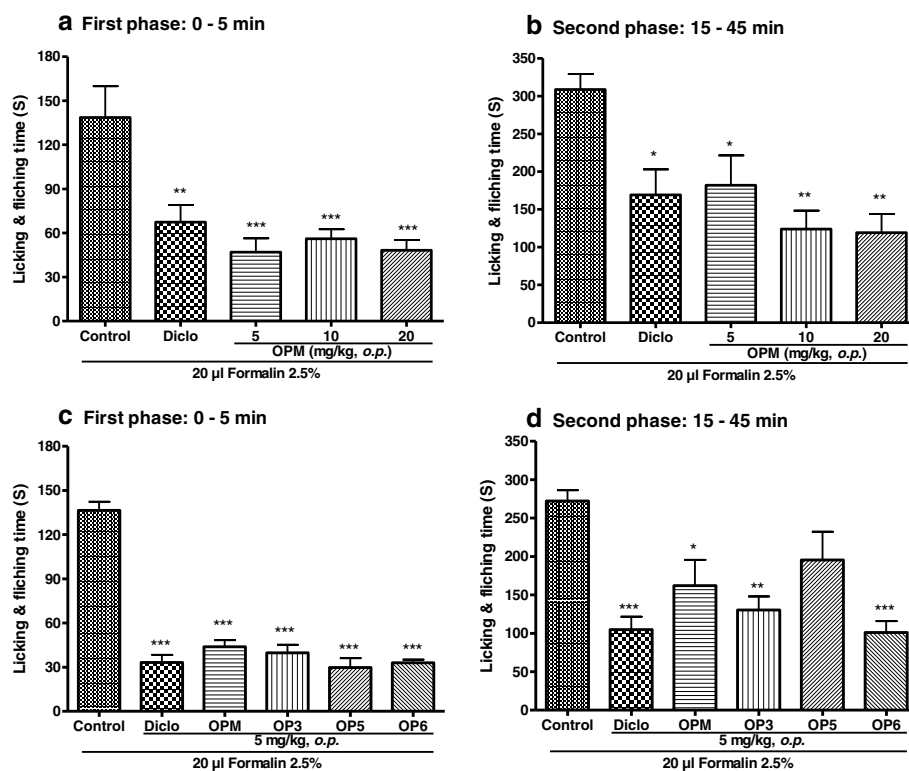 a First phase: 0 - 5 min
Licking & fliching time (S)
180
150
120
90
60
30
0
**
***
***
***
Control Diclo 5 10 20
OPM (mg/kg, o.p.)
20 µl Formalin 2.5%
b Second phase: 15 - 45 min
Licking & fliching time (S)
350
300
250
200
150
100
50
0
*
*
**
**
Control Diclo 5 10 20
OPM (mg/kg, o.p.)
20 µl Formalin 2.5%
c First phase: 0 - 5 min
Licking & fliching time (S)
180
150
120
90
60
30
0
***
***
***
***
***
Control Diclo OPM OP3 OP5 OP6
5 mg/kg, o.p.
20 µl Formalin 2.5%
d Second phase: 15 - 45 min
Licking & fliching time (S)
350
300
250
200
150
100
50
0
***
*
**
***
Control Diclo OPM OP3 OP5 OP6
5 mg/kg, o.p.
20 µl Formalin 2.5%